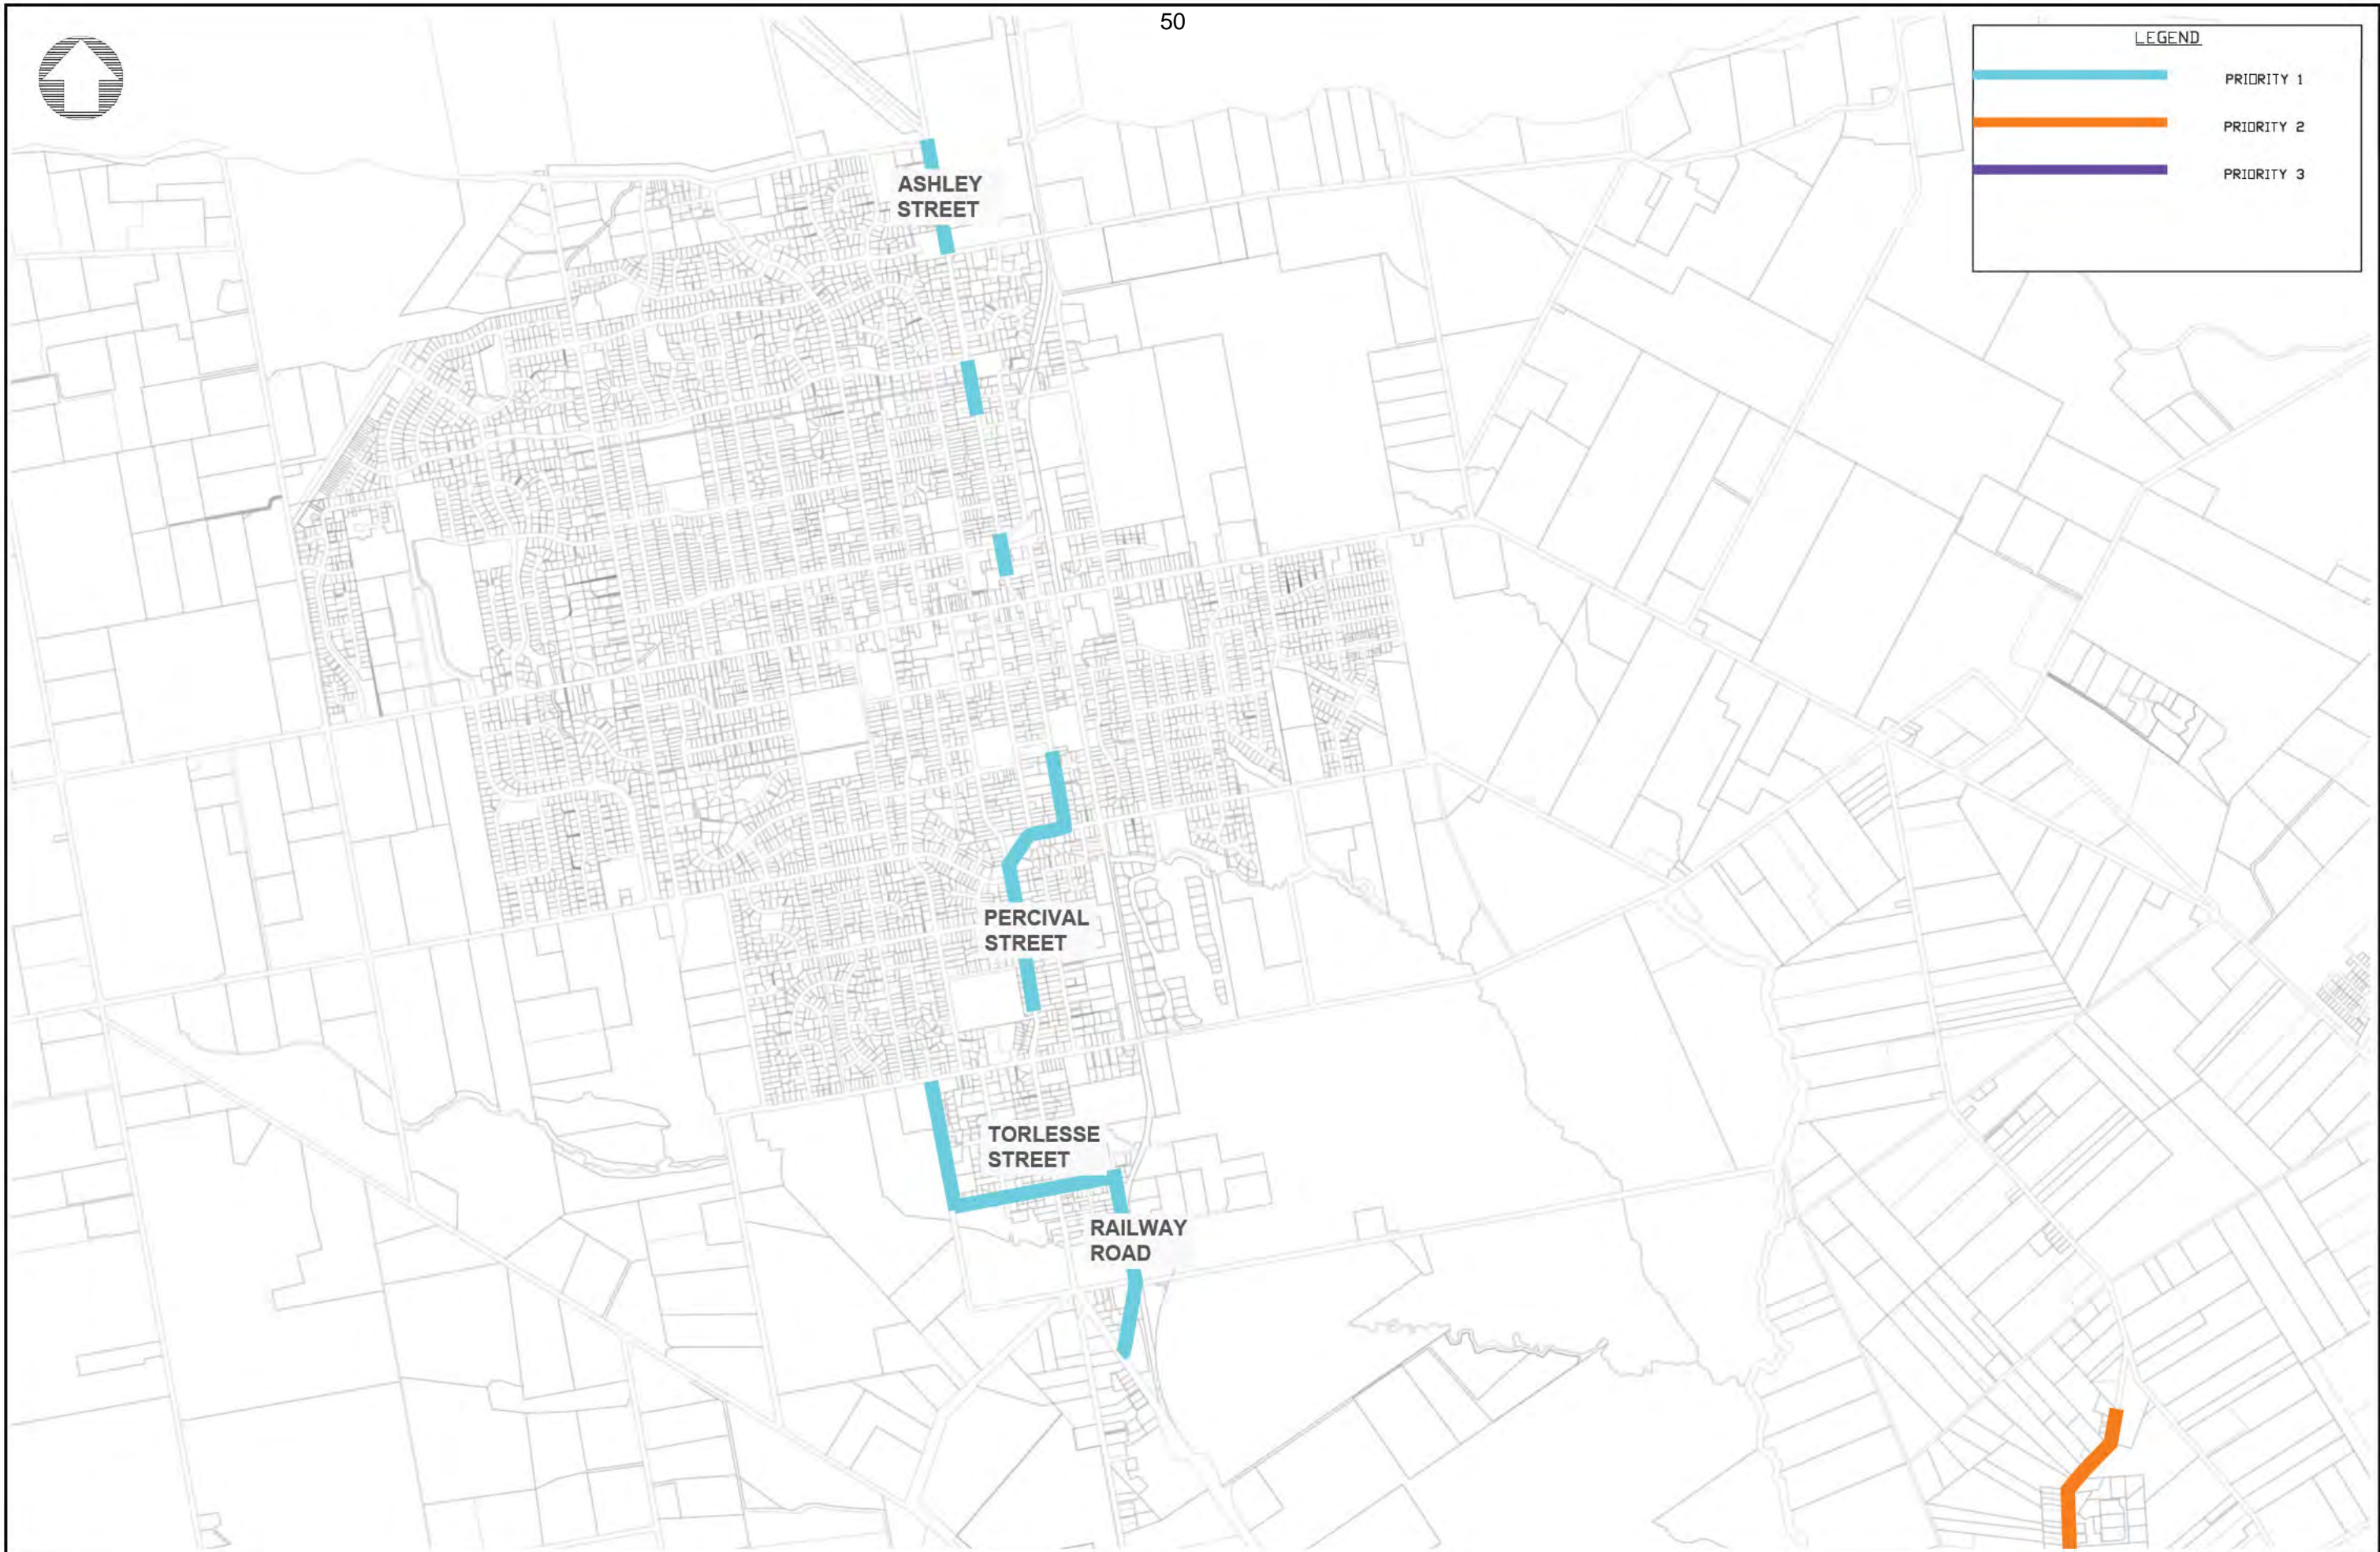 50
LEGEND
PRIORITY 1
PRIORITY 2
PRIORITY 3
ASHLEY
STREET
PERCIVAL
STREET
TORLESSE
STREET
RAILWAY
ROAD